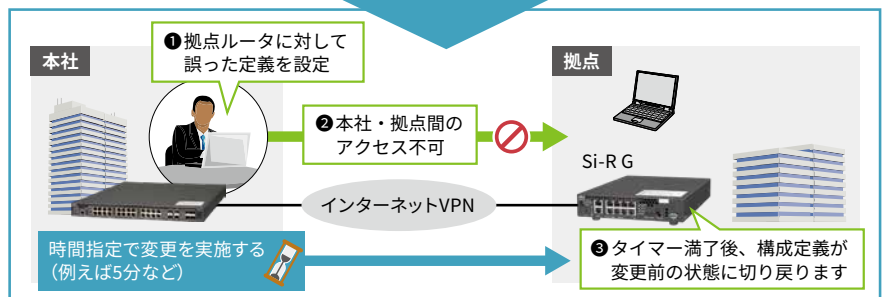 ❶拠点ルータに対して
誤った定義を設定
本社
拠点
❷本社・拠点間の
アクセス不可
Si-R G
インターネットVPN
時間指定で変更を実施する
（例えば5分など）
❸タイマー満了後、構成定義が
変更前の状態に切り戻ります